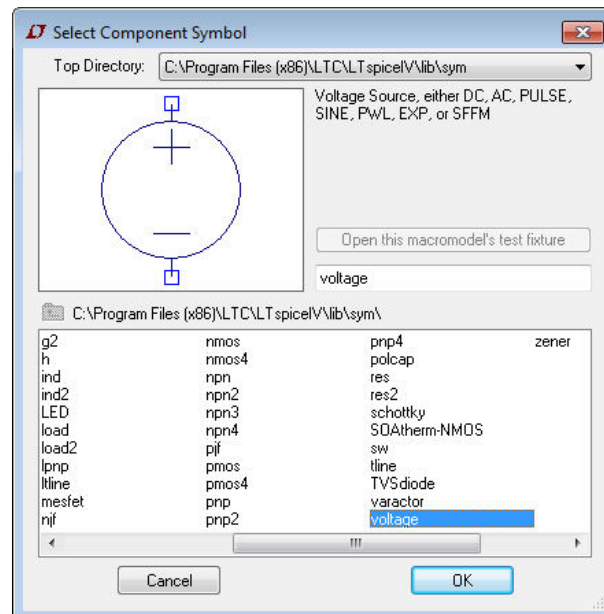 Select Component Symbol
Top Directory: C:\Program Files (x86)\LTC\LTspiceIV\lib\sym
Voltage Source, either DC, AC, PULSE,
SINE, PWL, EXP, or SFFM
Open this macromodel's test fixture
voltage
C:\Program Files (x86)\LTC\LTspiceIV\lib\sym\
g2 nmos pnp4 zener
h nmos4 polcap
ind npn res
ind2 npn2 res2
LED npn3 schottky
load npn4 SOAtherm-NMOS
load2 pjf sw
lpnp pmos tline
ltline pmos4 TVSdiode
mesfet pnp varactor
njf pnp2 voltage
Cancel OK